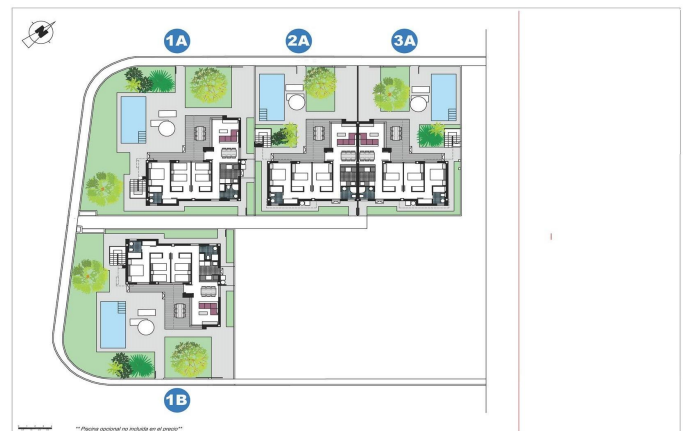 N
1A
2A
3A
1B
** Piscina opcional no incluida en el precio**